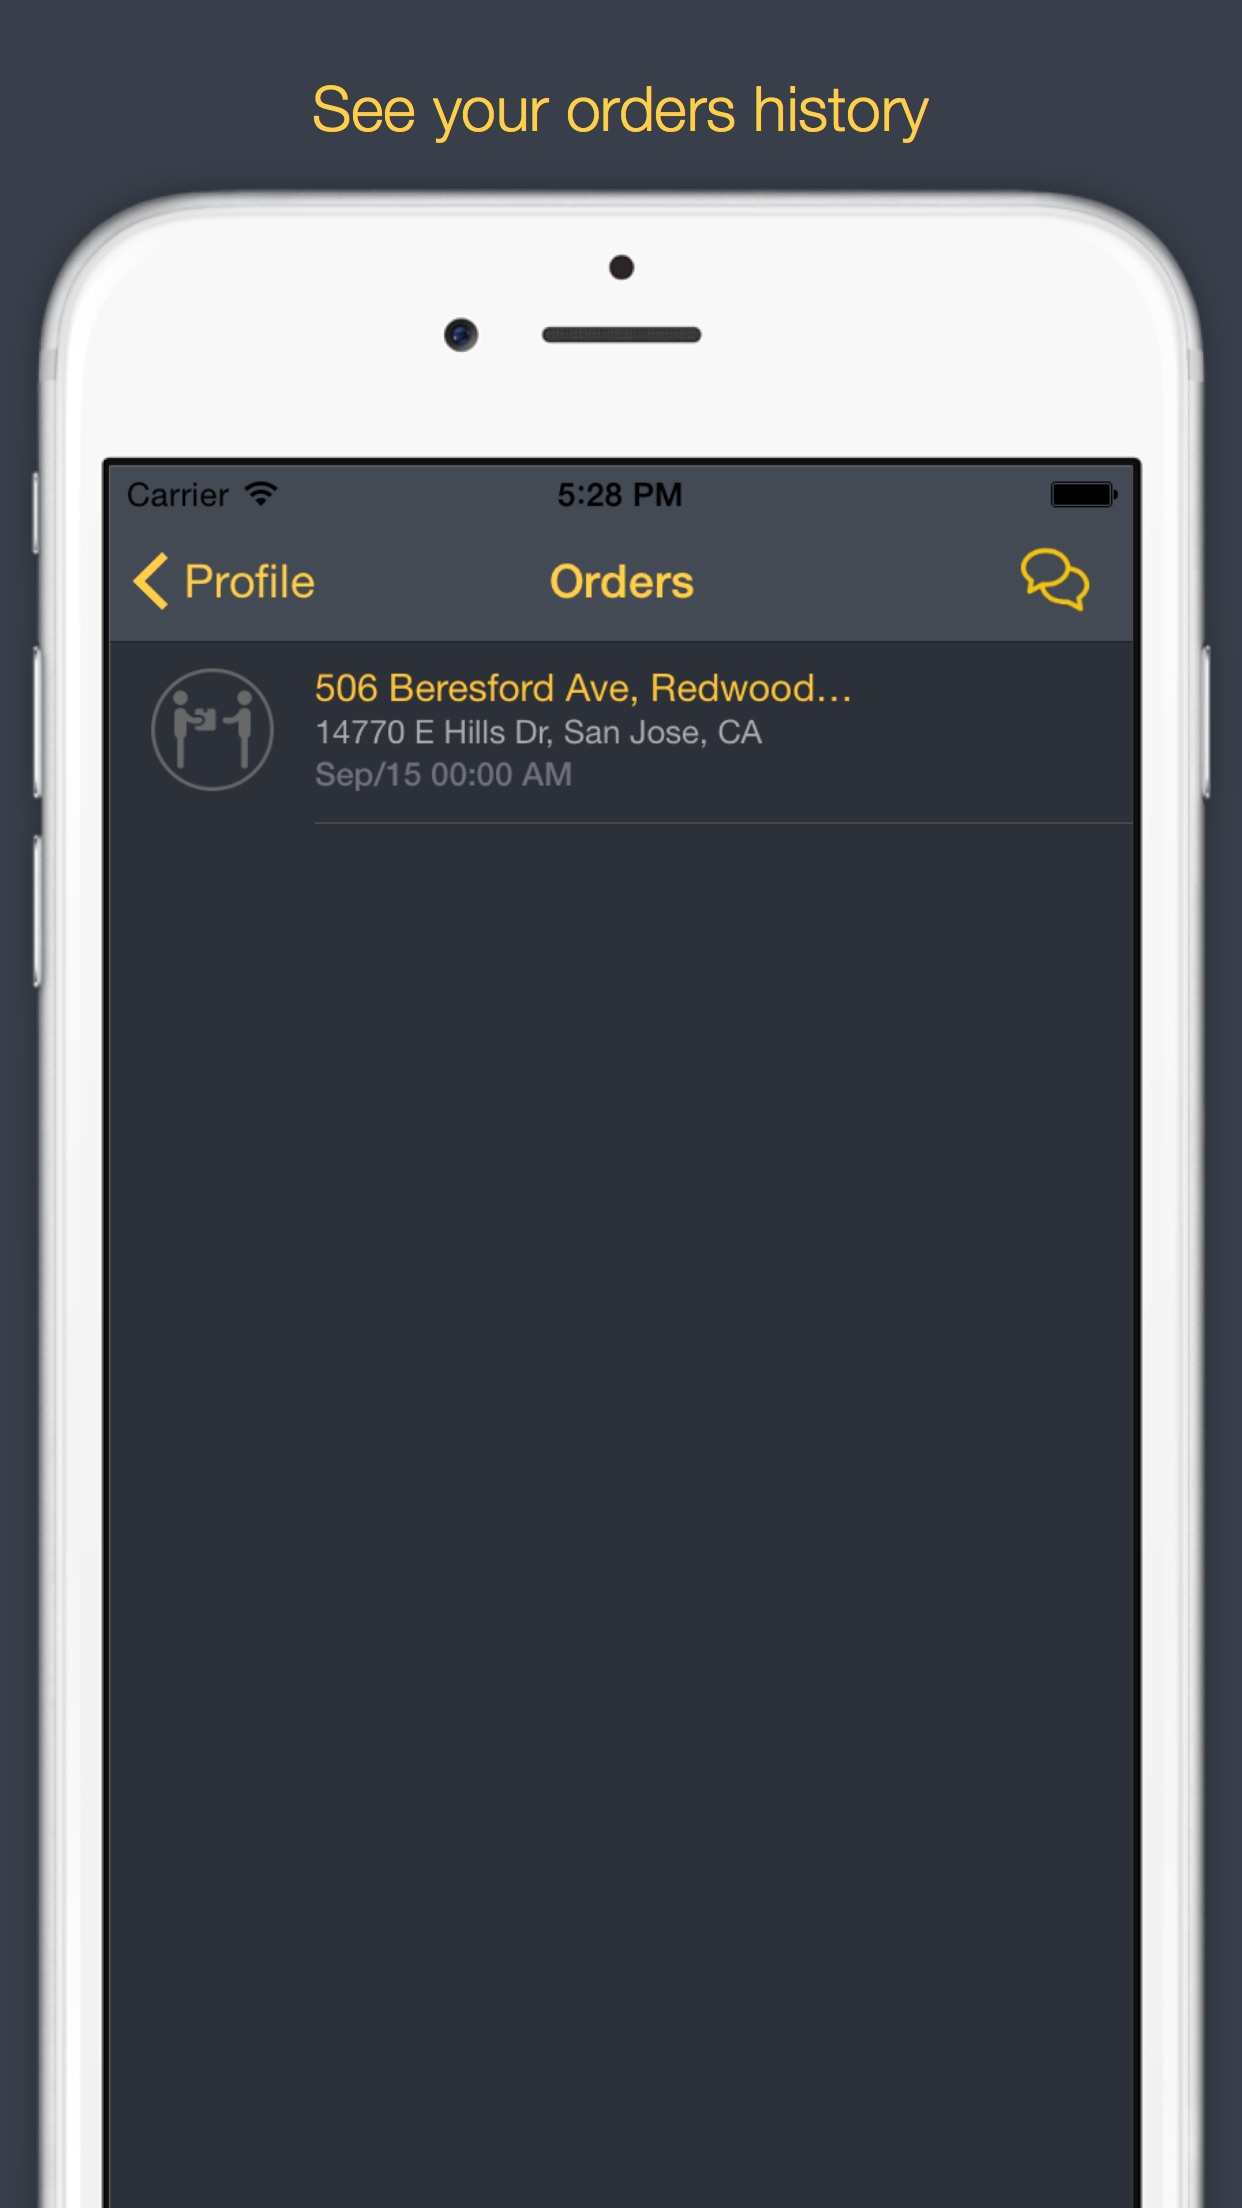 See your orders history
Carrier
5:28 PM
Profile
Orders
506 Beresford Ave, Redwood...
14770 E Hills Dr, San Jose, CA
Sep/15 00:00 AM